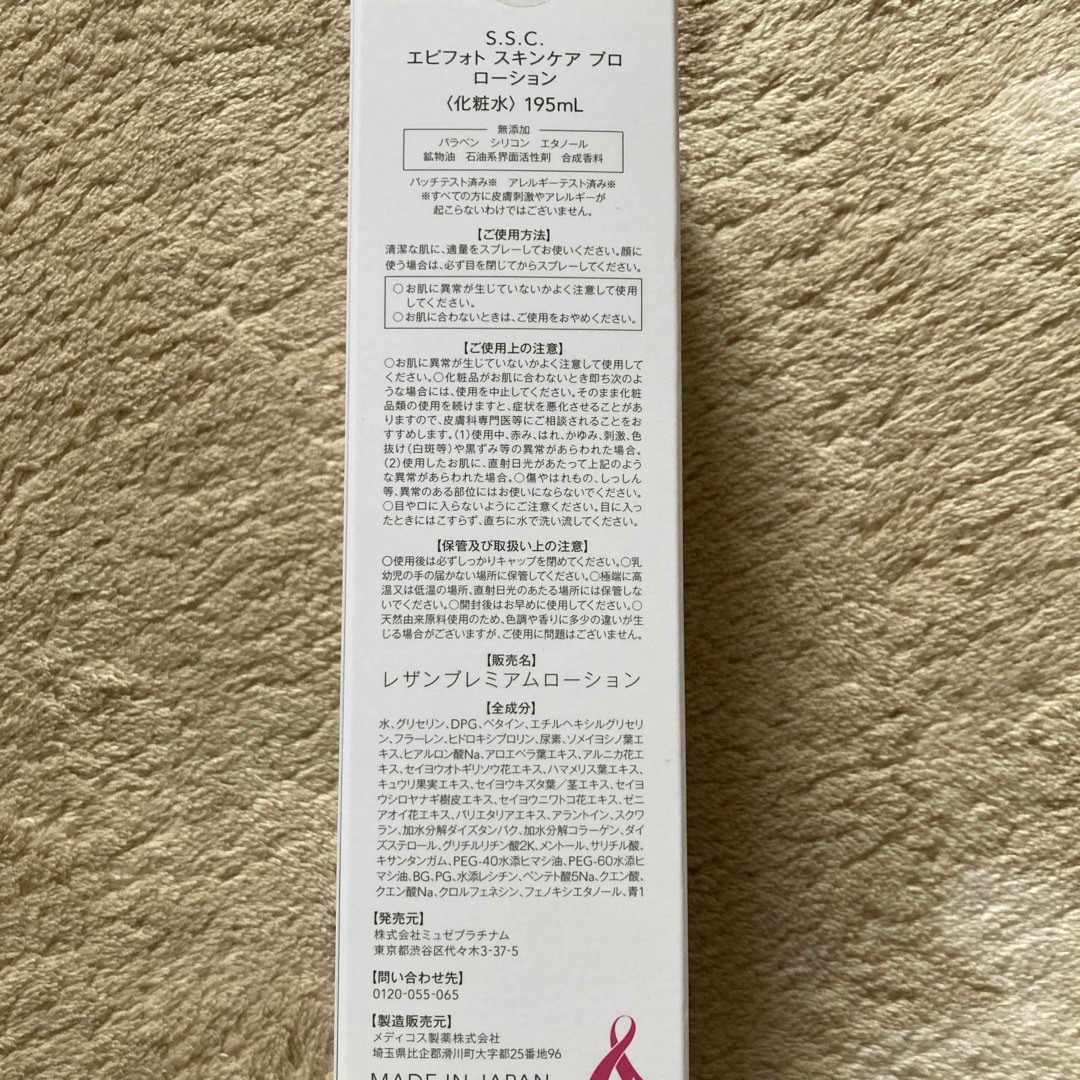 S.S.C.
エピフォト スキンケア プロ
ローション
〈化粧水〉195mL
無添加
パラベン シリコン エタノール
鉱物油 石油系界面活性剤 合成香料
パッチテスト済み※ アレルギーテスト済み※
※すべての方に皮膚刺激やアレルギーが
起こらないわけではございません。
【ご使用方法】
清潔な肌に、適量をスプレーしてお使いください。顔に
使う場合は、必ず目を閉じてからスプレーしてください。
○お肌に異常が生じていないかよく注意して使用
してください。
○お肌に合わないときは、ご使用をおやめください。
【ご使用上の注意】
○お肌に異常が生じていないかよく注意して使用して
ください。○化粧品がお肌に合わないとき即ち次のよ
うな場合には、使用を中止してください。そのまま化粧
品類の使用を続けますと、症状を悪化させることがあ
りますので、皮膚科専門医等にご相談されることをお
すすめします。(1)使用中、赤み、はれ、かゆみ、刺激、色
抜け(白斑等)や黒ずみ等の異常があらわれた場合。
(2)使用したお肌に、直射日光があたって上記のよう
な異常があらわれた場合。○傷やはれもの、しっしん
等、異常のある部位にはお使いにならないでください。
○目や口に入らないようにご注意ください。目に入っ
たときにはこすらず、直ちに水で洗い流してください。
【保管及び取扱い上の注意】
○使用後は必ずしっかりキャップを閉めてください。○乳
幼児の手の届かない場所に保管してください。○極端に高
温又は低温の場所、直射日光のあたる場所には保管しな
いでください。○開封後はお早めに使用してください。○
天然由来原料使用のため、色調や香りに多少の違いが生
じる場合がございますが、ご使用に問題はございません。
【販売名】
レザンプレミアムローション
【全成分】
水、グリセリン、DPG、ベタイン、エチルヘキシルグリセリ
ン、フラーレン、ヒドロキシプロリン、尿素、ソメイヨシノ葉エ
キス、ヒアルロン酸Na、アロエベラ葉エキス、アルニカ花エ
キス、セイヨウオトギリソウ花エキス、ハマメリス葉エキス、
キュウリ果実エキス、セイヨウキズタ葉/茎エキス、セイヨ
ウシロヤナギ樹皮エキス、セイヨウニワトコ花エキス、ゼニ
アオイ花エキス、パリエタリアエキス、アラントイン、スクワ
ラン、加水分解ダイズタンパク、加水分解コラーゲン、ダイ
ズステロール、グリチルリチン酸2K、メントール、サリチル酸、
キサンタンガム、PEG-40水添ヒマシ油、PEG-60水添ヒ
マシ油、BG、PG、水添レシチン、ペンテト酸5Na、クエン酸、
クエン酸Na、クロルフェネシン、フェノキシエタノール、青1
【発売元】
株式会社ミュゼプラチナム
東京都渋谷区代々木3-37-5
【問い合わせ先】
0120-055-065
【製造販売元】
メディコス製薬株式会社
埼玉県比企郡滑川町大字都25番地96
MADE IN JAPAN